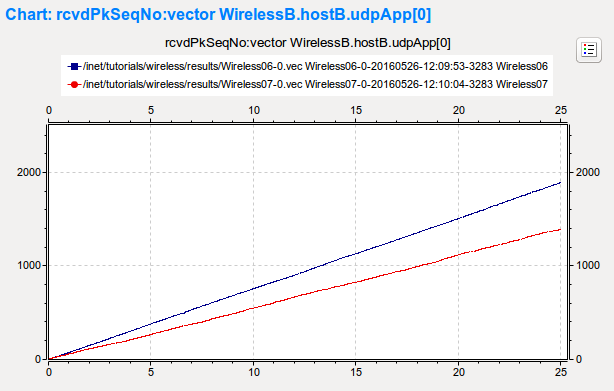 Chart: rcvdPkSeqNo:vector WirelessB.hostB.udpApp[0]
rcvdPkSeqNo:vector WirelessB.hostB.udpApp[0]
/inet/tutorials/wireless/results/Wireless06-0.vec Wireless06-0-20160526-12:09:53-3283 Wireless06
/inet/tutorials/wireless/results/Wireless07-0.vec Wireless07-0-20160526-12:10:04-3283 Wireless07
0 5 10 15 20 25
2000 2000
1000 1000
0 0
0 5 10 15 20 25